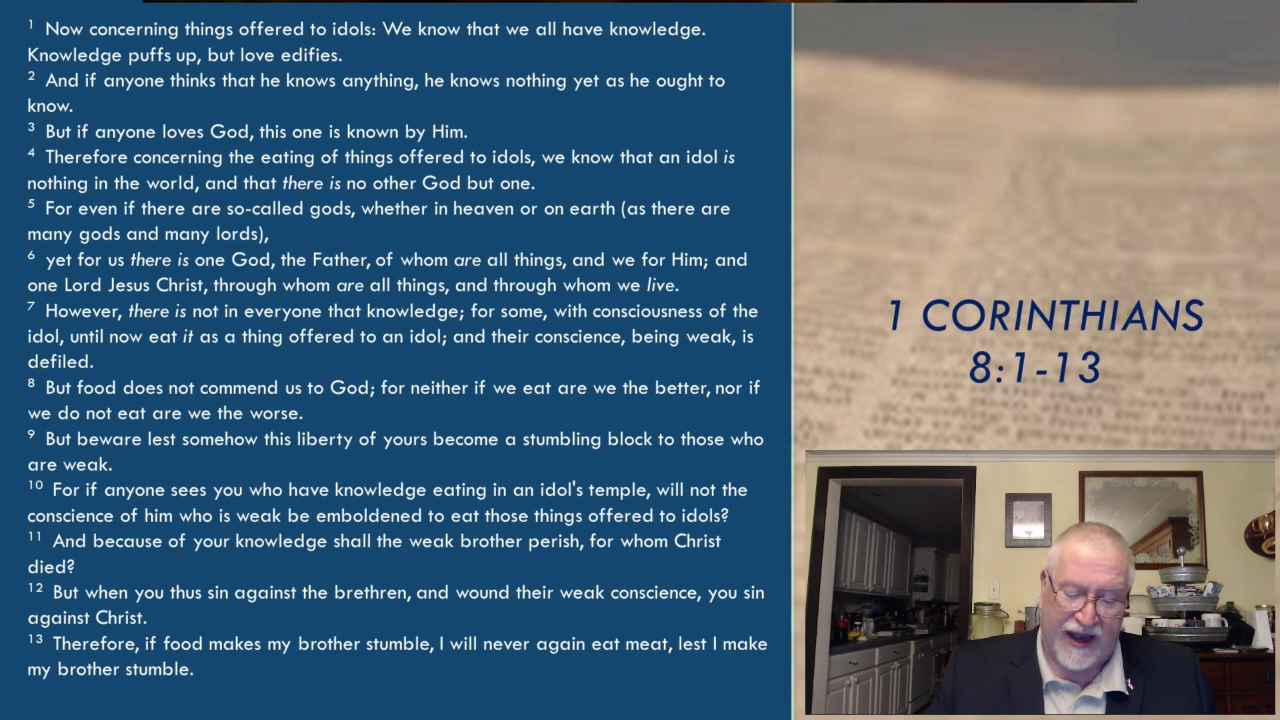 1 Now concerning things offered to idols: We know that we all have knowledge.
Knowledge puffs up, but love edifies.
2 And if anyone thinks that he knows anything, he knows nothing yet as he ought to
know.
3 But if anyone loves God, this one is known by Him.
4 Therefore concerning the eating of things offered to idols, we know that an idol is
nothing in the world, and that there is no other God but one.
5 For even if there are so-called gods, whether in heaven or on earth (as there are
many gods and many lords),
6 yet for us there is one God, the Father, of whom are all things, and we for Him; and
one Lord Jesus Christ, through whom are all things, and through whom we live.
7 However, there is not in everyone that knowledge; for some, with consciousness of the
idol, until now eat it as a thing offered to an idol; and their conscience, being weak, is
defiled.
8 But food does not commend us to God; for neither if we eat are we the better, nor if
we do not eat are we the worse.
9 But beware lest somehow this liberty of yours become a stumbling block to those who
are weak.
10 For if anyone sees you who have knowledge eating in an idol's temple, will not the
conscience of him who is weak be emboldened to eat those things offered to idols?
11 And because of your knowledge shall the weak brother perish, for whom Christ
died?
12 But when you thus sin against the brethren, and wound their weak conscience, you sin
against Christ.
13 Therefore, if food makes my brother stumble, I will never again eat meat, lest I make
my brother stumble.
1 CORINTHIANS
8:1-13